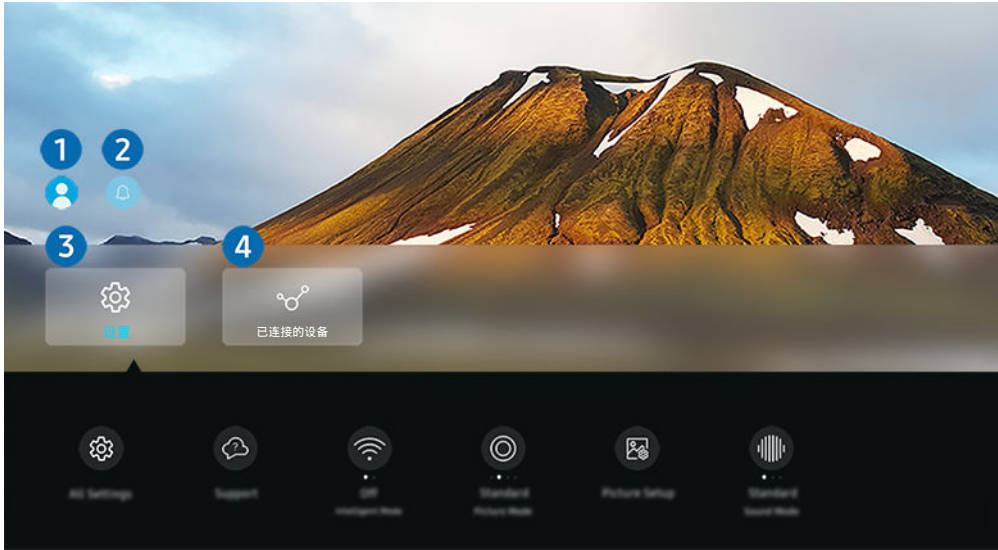 1 2
3 4
设置 已连接的设备
All Settings Support Off Standard Picture Setup Standard
Intelligent Mode Picture Mode Sound Mode